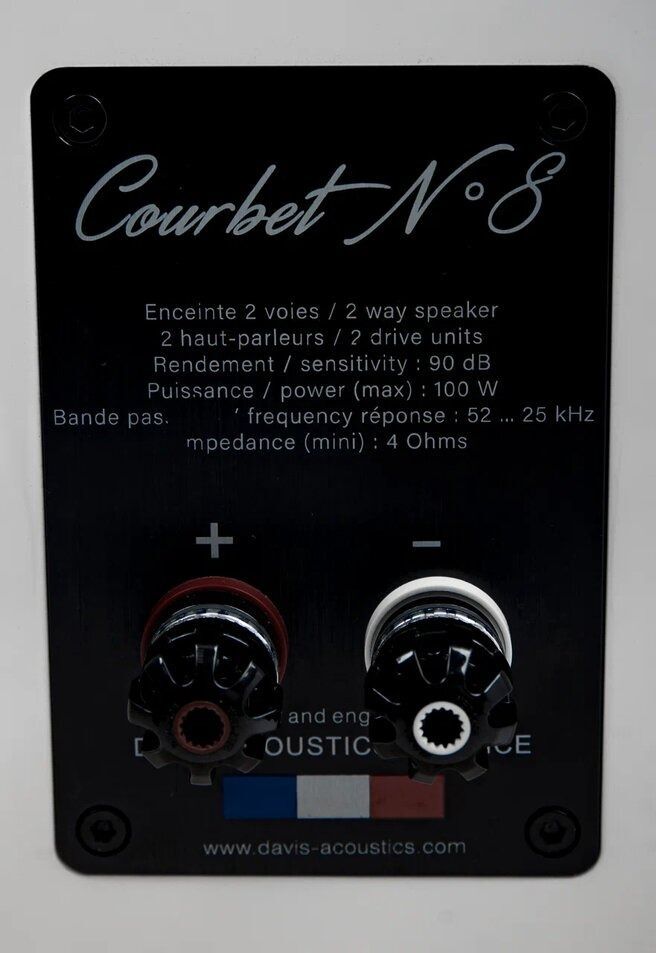 Courbet N°8
Enceinte 2 voies / 2 way speaker
2 haut-parleurs / 2 drive units
Rendement / sensitivity : 90 dB
Puissance / power (max) : 100 W
Bande pas. frequency réponse : 52 ... 25 kHz
mpedance (mini) : 4 Ohms
+ −
and eng
OUSTIC
www.davis-acoustics.com